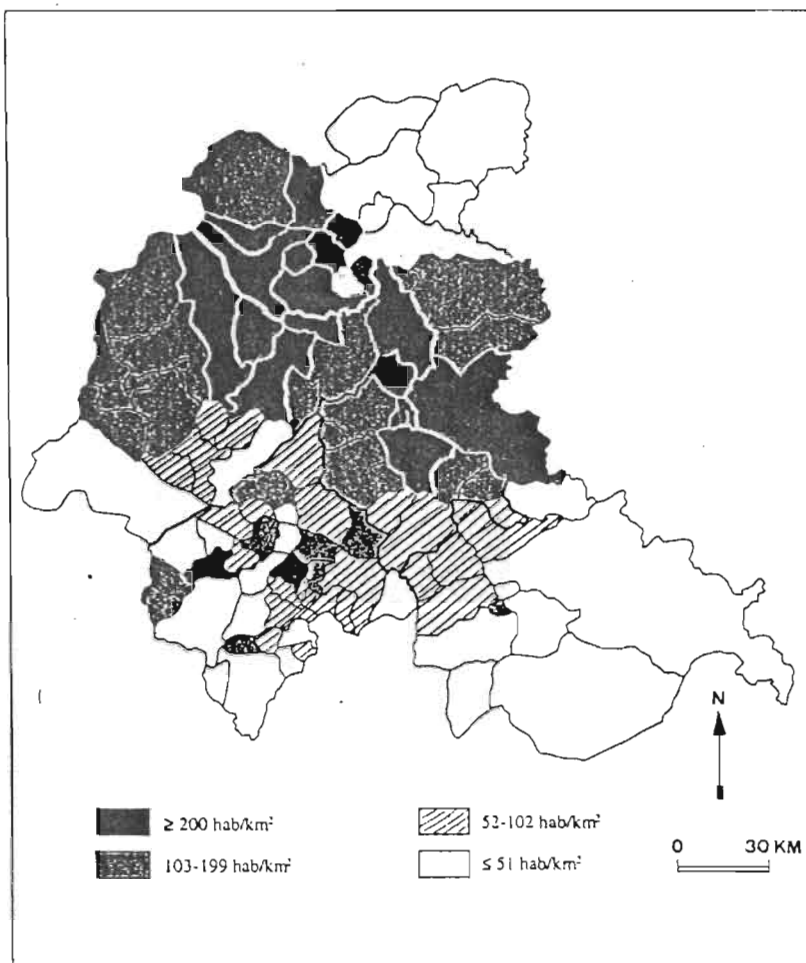 N
≥ 200 hab/km²
103-199 hab/km²
52-102 hab/km²
≤ 51 hab/km²
0 30 KM